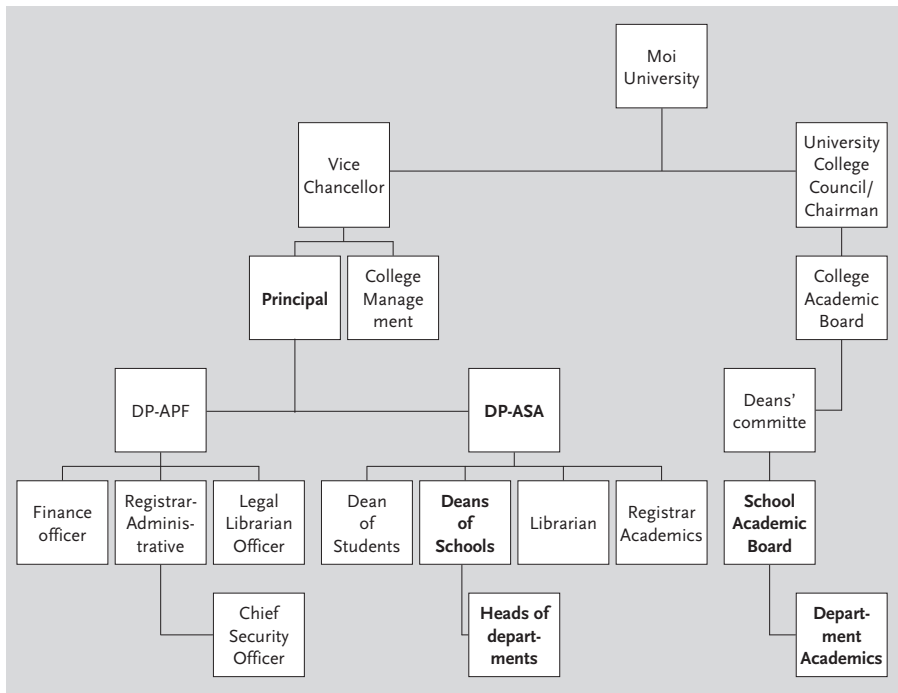 Moi
University
Vice
Chancellor
University
College
Council/
Chairman
Principal
College
Manage
ment
College
Academic
Board
DP-APF
DP-ASA
Deans'
committe
Finance
officer
Registrar-
Adminis-
trative
Legal
Librarian
Officer
Dean
of
Students
Deans
of
Schools
Librarian
Registrar
Academics
School
Academic
Board
Chief
Security
Officer
Heads of
depart-
ments
Depart-
ment
Academics